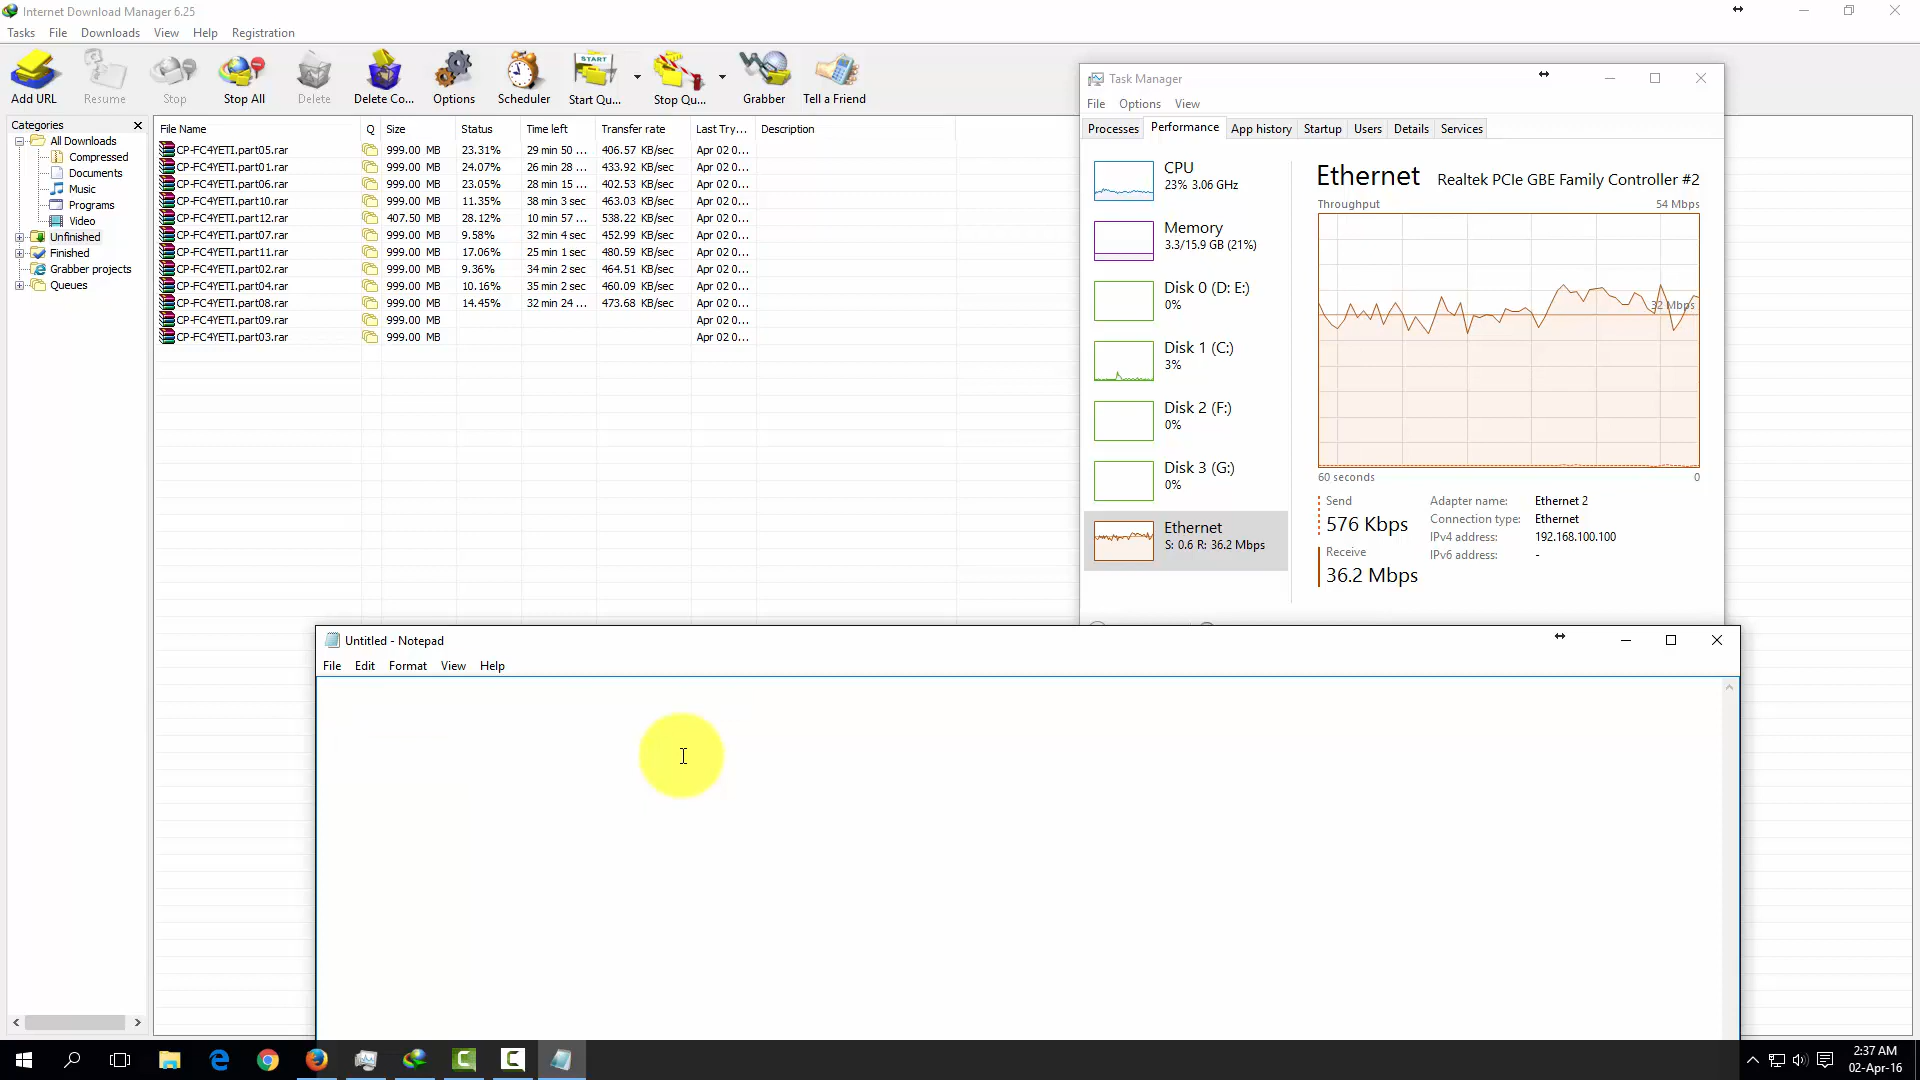 Internet Download Manager 6.25
Tasks File Downloads View Help Registration
Add URL Resume Stop Stop All Delete Delete Co... Options Scheduler Start Qu... Stop Qu... Grabber Tell a Friend
Categories
All Downloads
Compressed
Documents
Music
Programs
Video
Unfinished
Finished
Grabber projects
Queues
File Name Q Size Status Time left Transfer rate Last Try... Description
CP-FC4YETI.part05.rar 999.00 MB 23.31% 29 min 50 ... 406.57 KB/sec Apr 02 0...
CP-FC4YETI.part01.rar 999.00 MB 24.07% 26 min 28 ... 433.92 KB/sec Apr 02 0...
CP-FC4YETI.part06.rar 999.00 MB 23.05% 28 min 15 ... 402.53 KB/sec Apr 02 0...
CP-FC4YETI.part10.rar 999.00 MB 11.35% 38 min 3 sec 463.03 KB/sec Apr 02 0...
CP-FC4YETI.part12.rar 407.50 MB 28.12% 10 min 57 ... 538.22 KB/sec Apr 02 0...
CP-FC4YETI.part07.rar 999.00 MB 9.58% 32 min 4 sec 452.99 KB/sec Apr 02 0...
CP-FC4YETI.part11.rar 999.00 MB 17.06% 25 min 1 sec 480.59 KB/sec Apr 02 0...
CP-FC4YETI.part02.rar 999.00 MB 9.36% 34 min 2 sec 464.51 KB/sec Apr 02 0...
CP-FC4YETI.part04.rar 999.00 MB 10.16% 35 min 2 sec 460.09 KB/sec Apr 02 0...
CP-FC4YETI.part08.rar 999.00 MB 14.45% 32 min 24 ... 473.68 KB/sec Apr 02 0...
CP-FC4YETI.part09.rar 999.00 MB Apr 02 0...
CP-FC4YETI.part03.rar 999.00 MB Apr 02 0...
Task Manager
File Options View
Processes Performance App history Startup Users Details Services
CPU
23% 3.06 GHz
Memory
3.3/15.9 GB (21%)
Disk 0 (D: E:)
0%
Disk 1 (C:)
3%
Disk 2 (F:)
0%
Disk 3 (G:)
0%
Ethernet
S: 0.6 R: 36.2 Mbps
Ethernet Realtek PCIe GBE Family Controller #2
Throughput 54 Mbps
32 Mbps
60 seconds 0
Send
576 Kbps
Receive
36.2 Mbps
Adapter name: Ethernet 2
Connection type: Ethernet
IPv4 address: 192.168.100.100
IPv6 address: -
Untitled - Notepad
File Edit Format View Help
START
2:37 AM
02-Apr-16